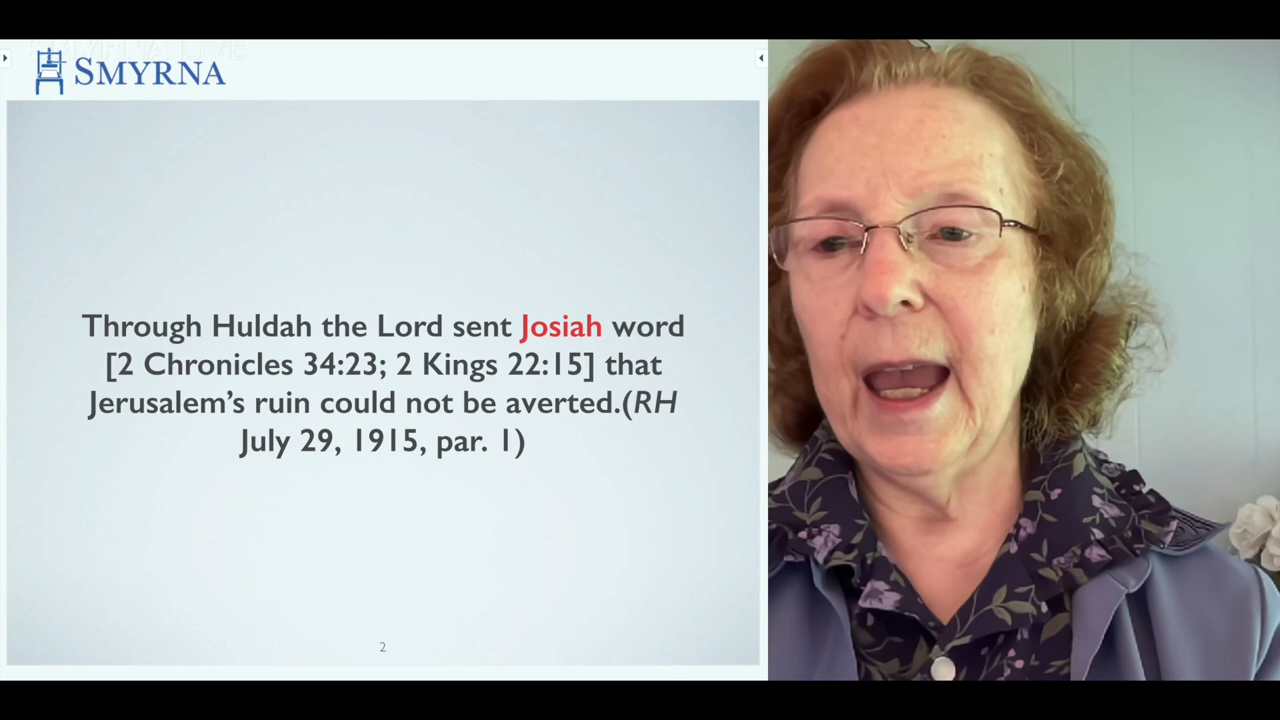 SMYRNA
Through Huldah the Lord sent Josiah word
[2 Chronicles 34:23; 2 Kings 22:15] that
Jerusalem’s ruin could not be averted.(RH
July 29, 1915, par. 1)
2